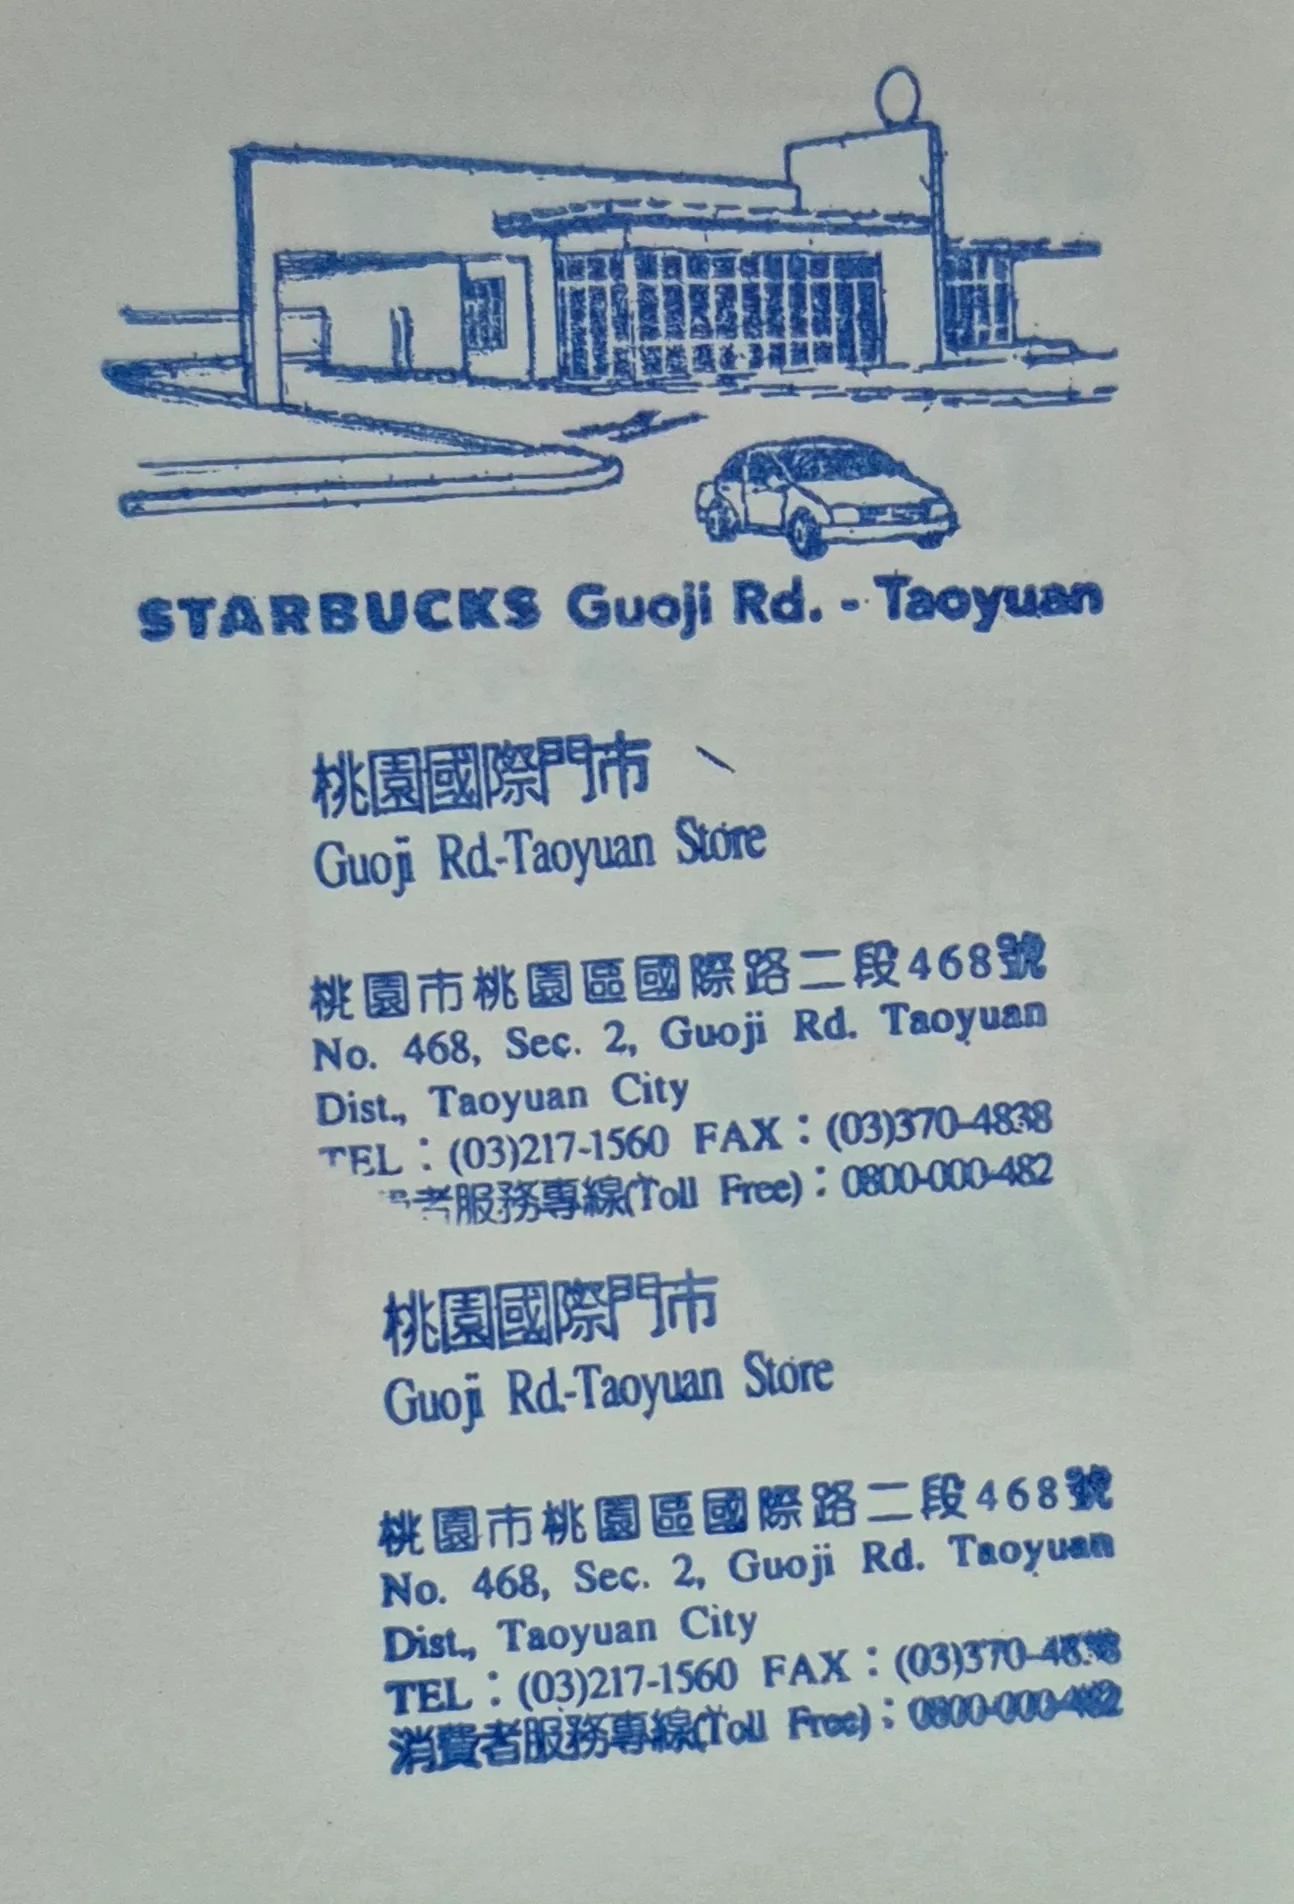 STARBUCKS Guoji Rd. - Taoyuan
桃園國際門市
Guoji Rd.-Taoyuan Store
桃園市桃園區國際路二段468號
No. 468, Sec. 2, Guoji Rd. Taoyuan
Dist., Taoyuan City
TEL：(03)217-1560 FAX：(03)370-4838
者服務專線(Toll Free)：0800-000-482
桃園國際門市
Guoji Rd.-Taoyuan Store
桃園市桃園區國際路二段468號
No. 468, Sec. 2, Guoji Rd. Taoyuan
Dist., Taoyuan City
TEL：(03)217-1560 FAX：(03)370-4838
消費者服務專線(Toll Free)：0800-000-482